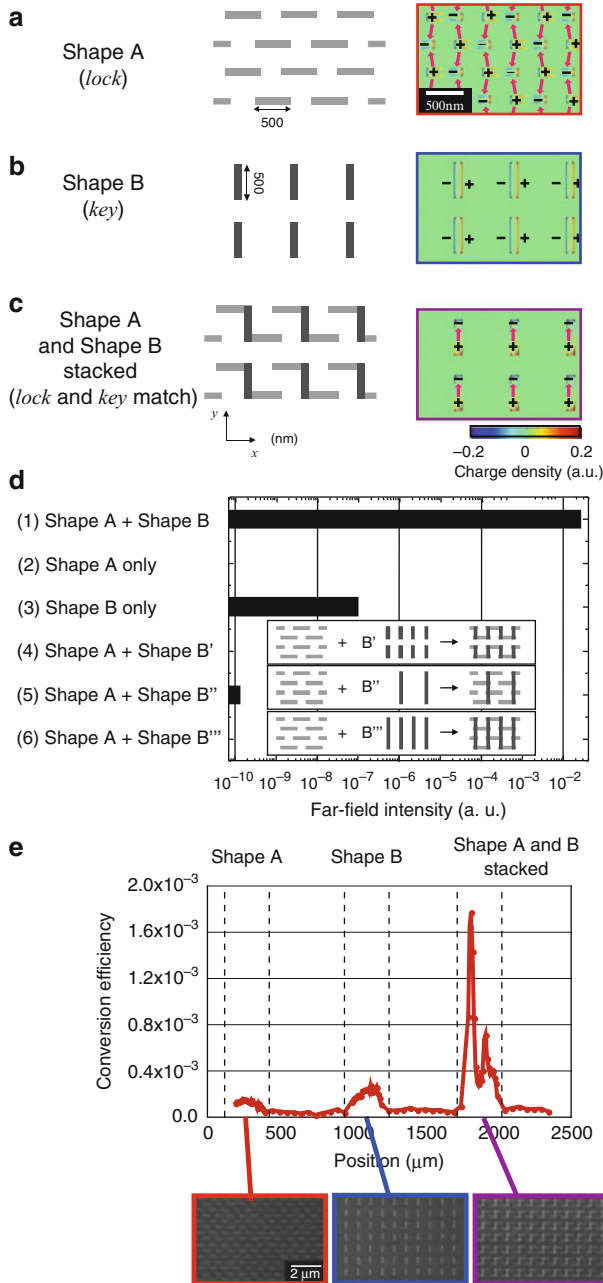 a
Shape A
(lock)
500
500nm
b
Shape B
(key)
500
c
Shape A
and Shape B
stacked
(lock and key match)
y
x
(nm)
−0.2 0 0.2
Charge density (a.u.)
d
(1) Shape A + Shape B
(2) Shape A only
(3) Shape B only
(4) Shape A + Shape B'
(5) Shape A + Shape B''
(6) Shape A + Shape B'''
+ B'
+ B''
+ B'''
10⁻¹⁰ 10⁻⁹ 10⁻⁸ 10⁻⁷ 10⁻⁶ 10⁻⁵ 10⁻⁴ 10⁻³ 10⁻²
Far-field intensity (a. u.)
e
Shape A Shape B Shape A and B
stacked
Conversion efficiency
2.0x10⁻³
1.6x10⁻³
1.2x10⁻³
0.8x10⁻³
0.4x10⁻³
0.0
0 500 1000 1500 2000 2500
Position (μm)
2 μm